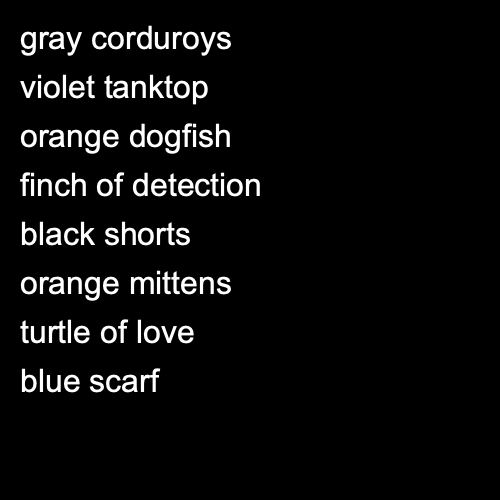 gray corduroys
violet tanktop
orange dogfish
finch of detection
black shorts
orange mittens
turtle of love
blue scarf